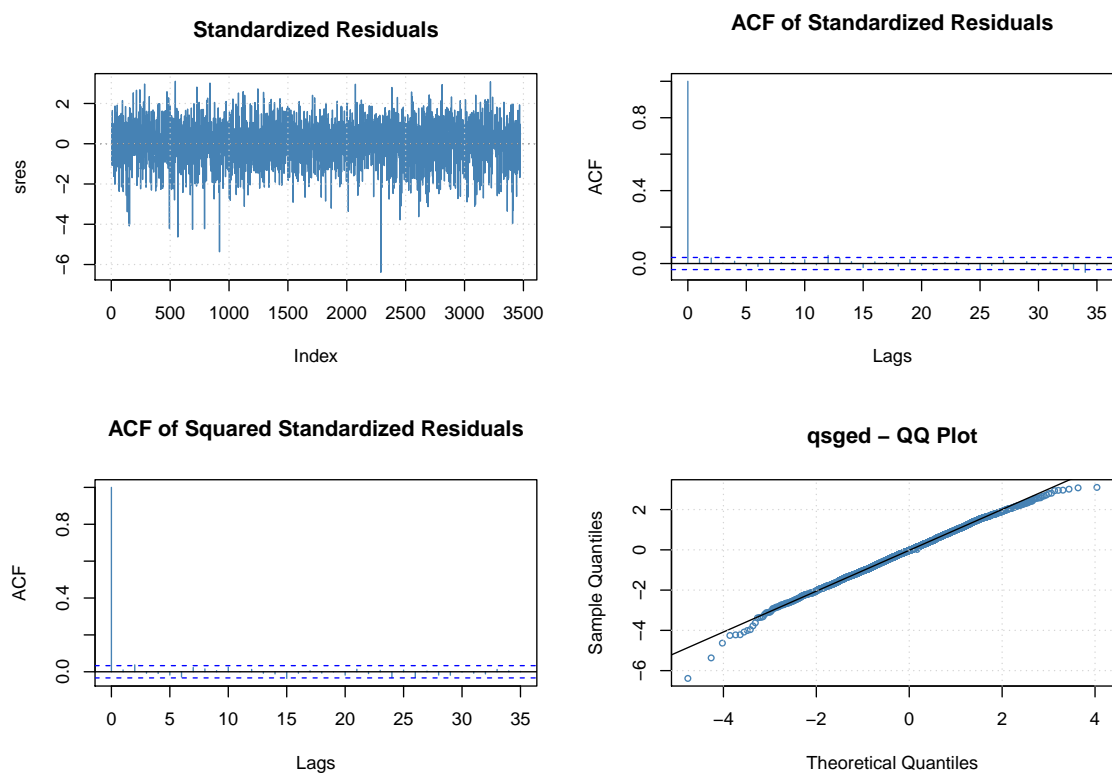 Standardized Residuals
sres
2
0
−2
−4
−6
0 500 1000 1500 2000 2500 3000 3500
Index
ACF of Standardized Residuals
ACF
0.8
0.4
0.0
0 5 10 15 20 25 30 35
Lags
ACF of Squared Standardized Residuals
ACF
0.8
0.4
0.0
0 5 10 15 20 25 30 35
Lags
qsged − QQ Plot
Sample Quantiles
2
0
−2
−4
−6
−4 −2 0 2 4
Theoretical Quantiles